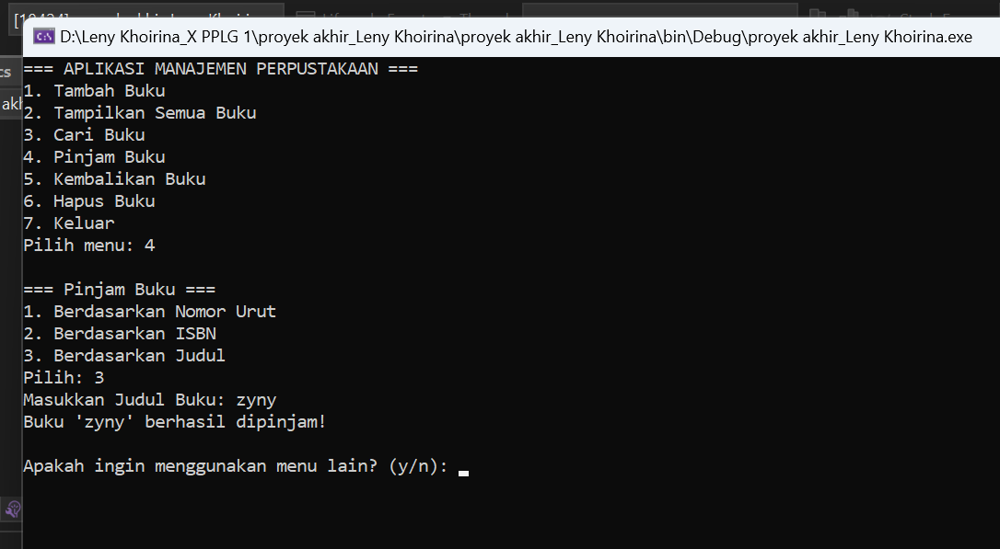 D:\Leny Khoirina_X PPLG 1\proyek akhir_Leny Khoirina\proyek akhir_Leny Khoirina\bin\Debug\proyek akhir_Leny Khoirina.exe
cs
akh
=== APLIKASI MANAJEMEN PERPUSTAKAAN ===
1. Tambah Buku
2. Tampilkan Semua Buku
3. Cari Buku
4. Pinjam Buku
5. Kembalikan Buku
6. Hapus Buku
7. Keluar
Pilih menu: 4
=== Pinjam Buku ===
1. Berdasarkan Nomor Urut
2. Berdasarkan ISBN
3. Berdasarkan Judul
Pilih: 3
Masukkan Judul Buku: zyny
Buku 'zyny' berhasil dipinjam!
Apakah ingin menggunakan menu lain? (y/n):